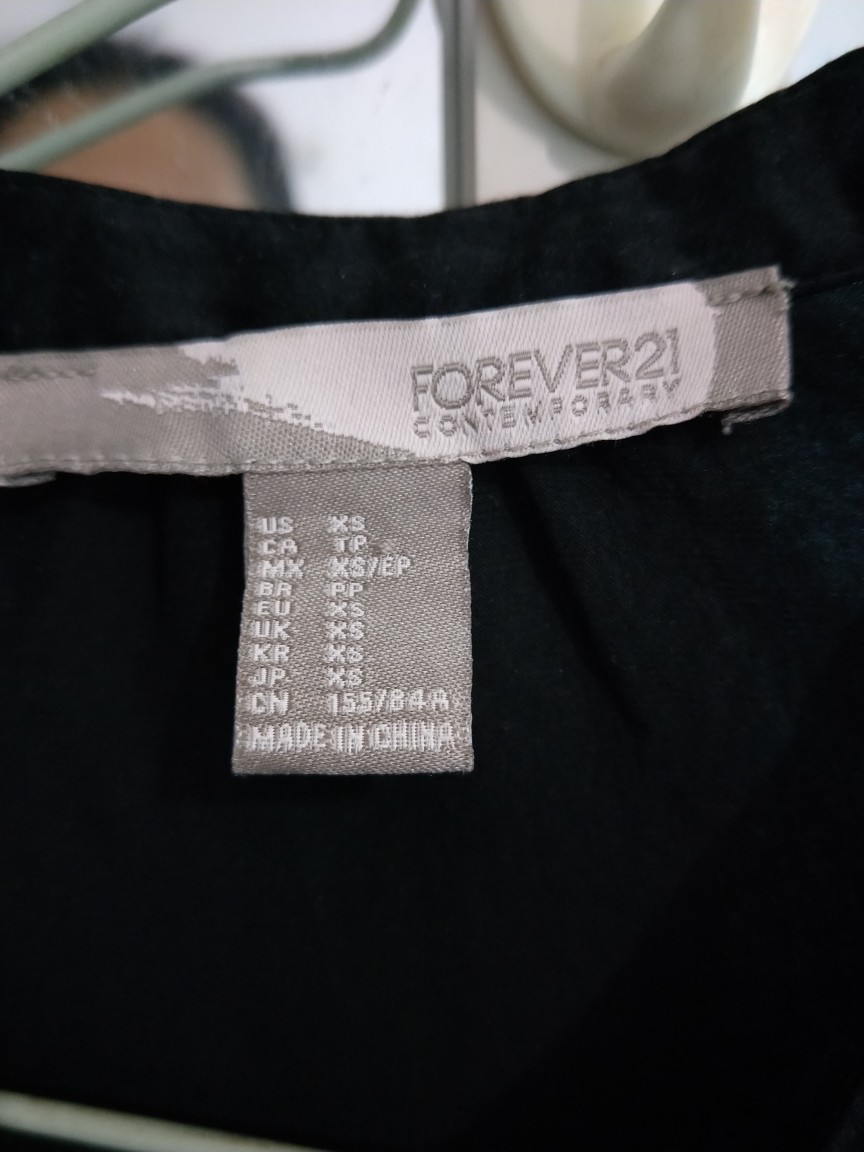 FOREVER21
CONTEMPORARY
US XS
CA TP
MX XS/EP
BR PP
EU XS
UK XS
KR XS
JP XS
CN 155/84A
MADE IN CHINA